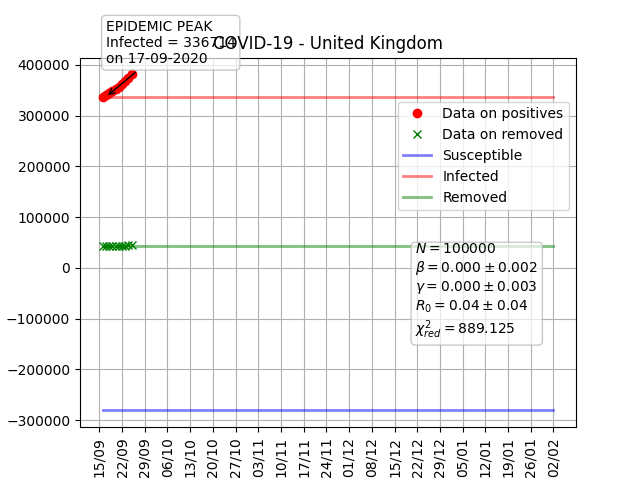 EPIDEMIC PEAK
Infected = 336714
on 17-09-2020
COVID-19 - United Kingdom
400000
300000
200000
100000
0
−100000
−200000
−300000
Data on positives
Data on removed
Susceptible
Infected
Removed
N = 100000
β = 0.000 ± 0.002
γ = 0.000 ± 0.003
R₀ = 0.04 ± 0.04
χ²red = 889.125
15/09
22/09
29/09
06/10
13/10
20/10
27/10
03/11
10/11
17/11
24/11
01/12
08/12
15/12
22/12
29/12
05/01
12/01
19/01
26/01
02/02